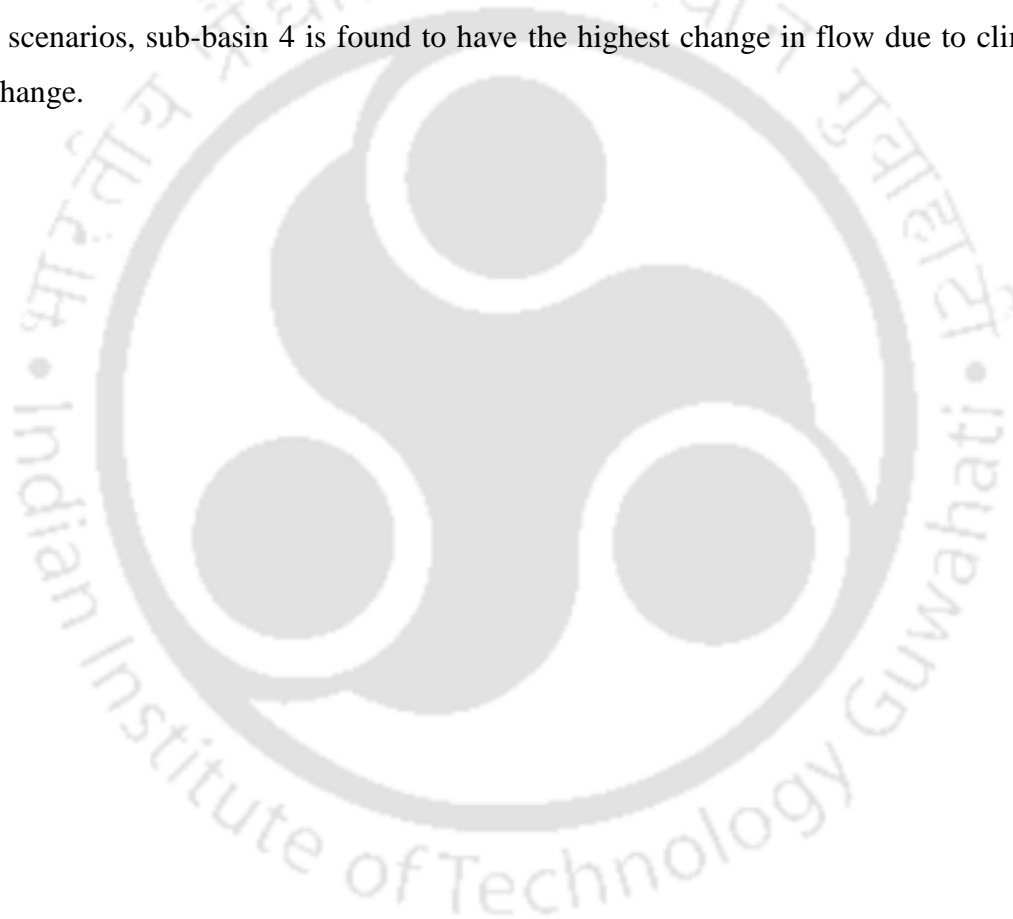 scenarios, sub-basin 4 is found to have the highest change in flow due to
hange.
भारतीय
गुवाहाटी
Indian Institute of Technology Guwahati